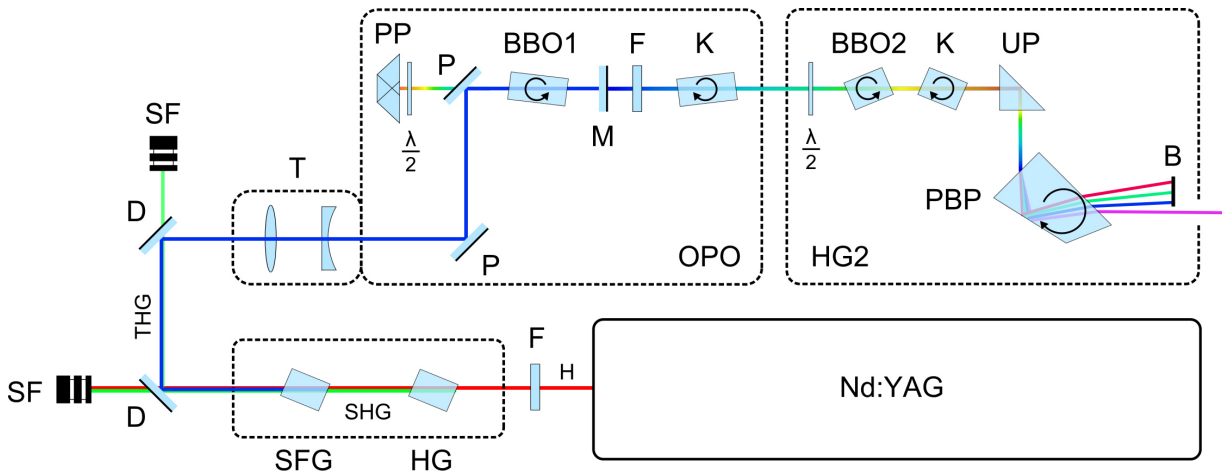 PP
P
BBO1
F
K
BBO2
K
UP
SF
λ/2
M
λ/2
B
T
PBP
D
P
OPO
HG2
THG
F
H
Nd:YAG
SF
D
SHG
SFG
HG